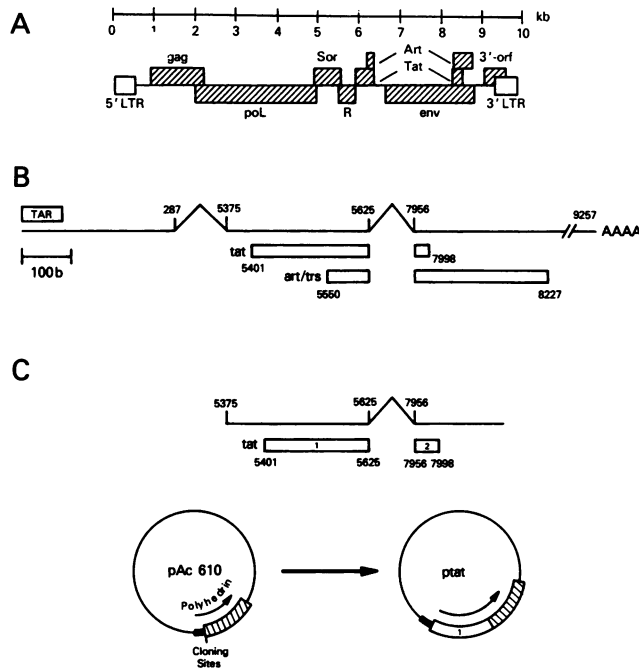 A
0 1 2 3 4 5 6 7 8 9 10 kb
gag Sor Art 3'-orf
Tat
5'LTR poL R env 3'LTR
B
TAR 287 5375 5625 7956 9257
AAAA
100b tat 5401 7998
art/trs 5550 8227
C
5375 5625 7956
tat 1 2
5401 5625 7956 7998
pAc 610 ptat
Polyhedrin
1
Cloning
Sites